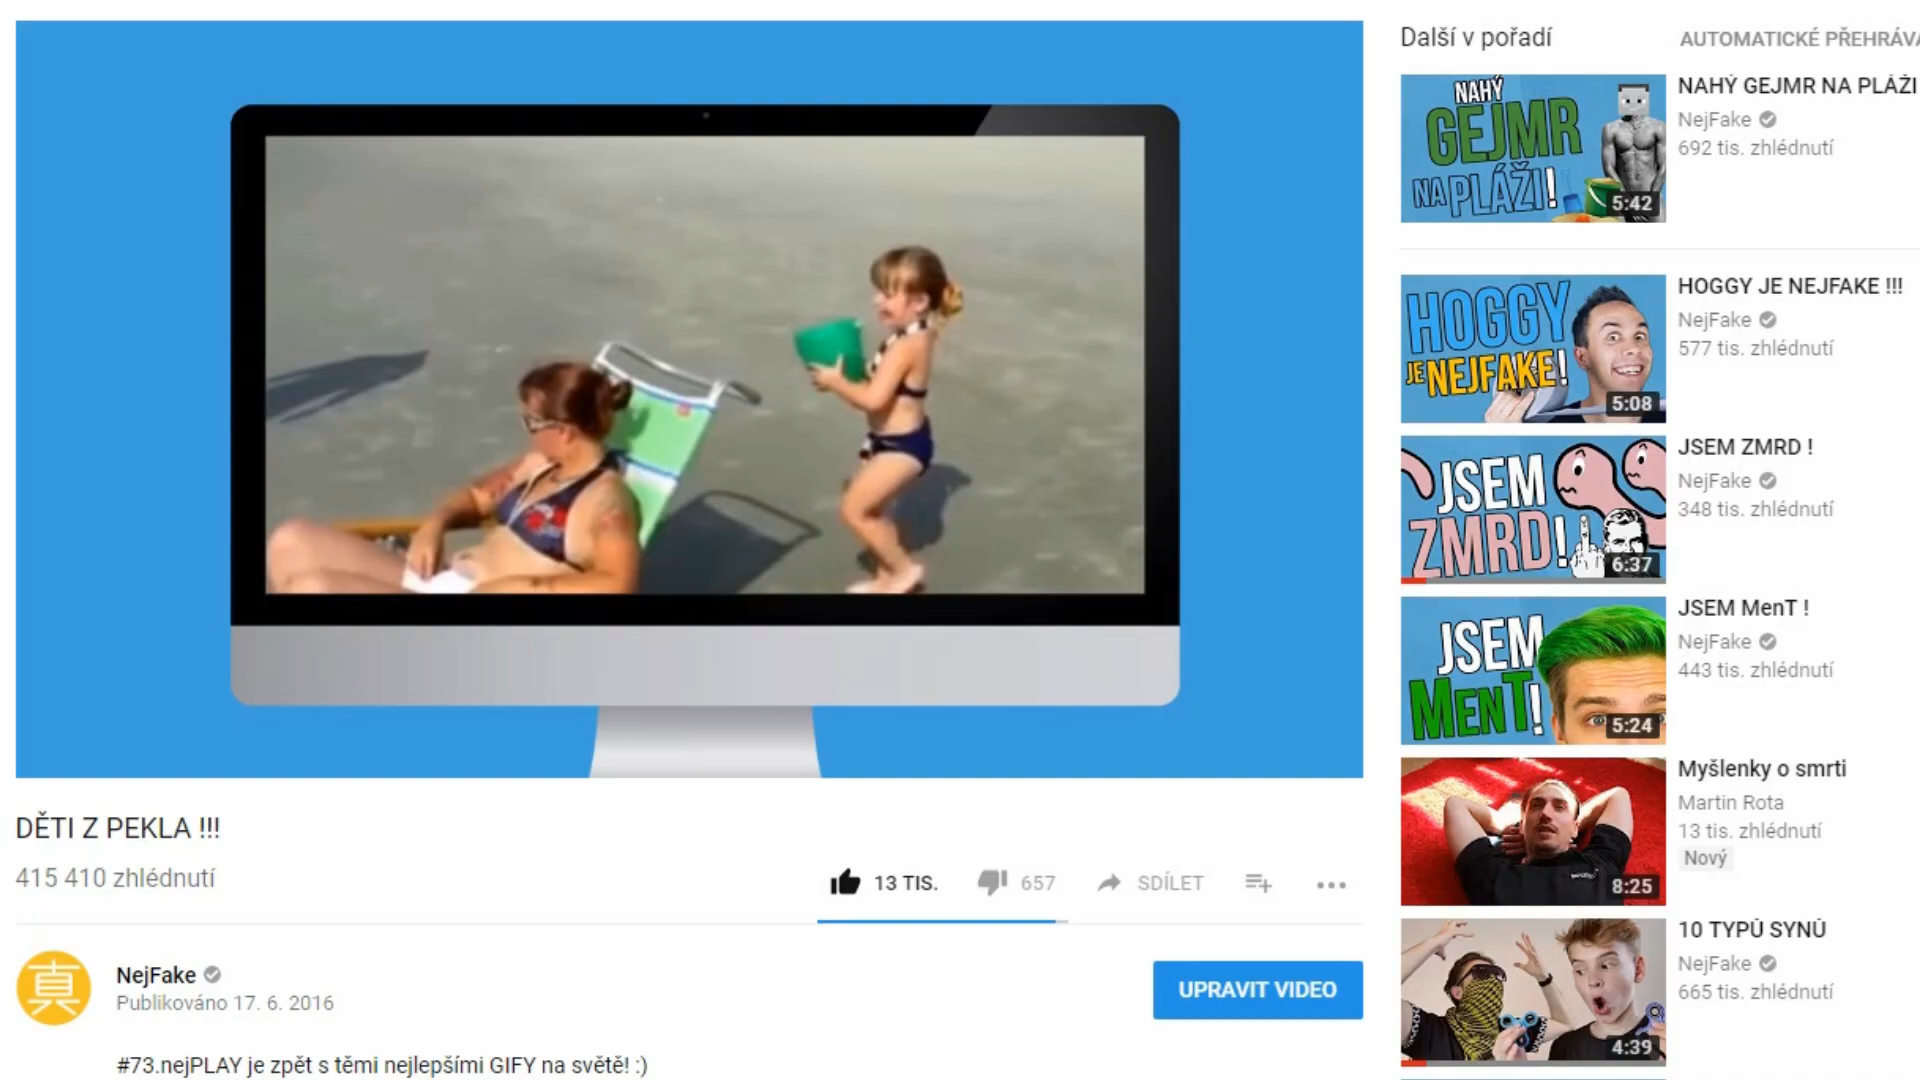 DĚTI Z PEKLA !!!
415 410 zhlédnutí
13 TIS.
657
SDÍLET
真
NejFake
Publikováno 17. 6. 2016
UPRAVIT VIDEO
#73.nejPLAY je zpět s těmi nejlepšími GIFY na světě! :)
Další v pořadí
AUTOMATICKÉ PŘEHRÁVA
NAHÝ
GEJMR
NA PLÁŽI!
5:42
NAHÝ GEJMR NA PLÁŽI
NejFake
692 tis. zhlédnutí
HOGGY
JE NEJFAKE!
5:08
HOGGY JE NEJFAKE !!!
NejFake
577 tis. zhlédnutí
JSEM
ZMRD!
6:37
JSEM ZMRD !
NejFake
348 tis. zhlédnutí
JSEM
MENT!
5:24
JSEM MenT !
NejFake
443 tis. zhlédnutí
8:25
Myšlenky o smrti
Martin Rota
13 tis. zhlédnutí
Nový
4:39
10 TYPŮ SYNŮ
NejFake
665 tis. zhlédnutí